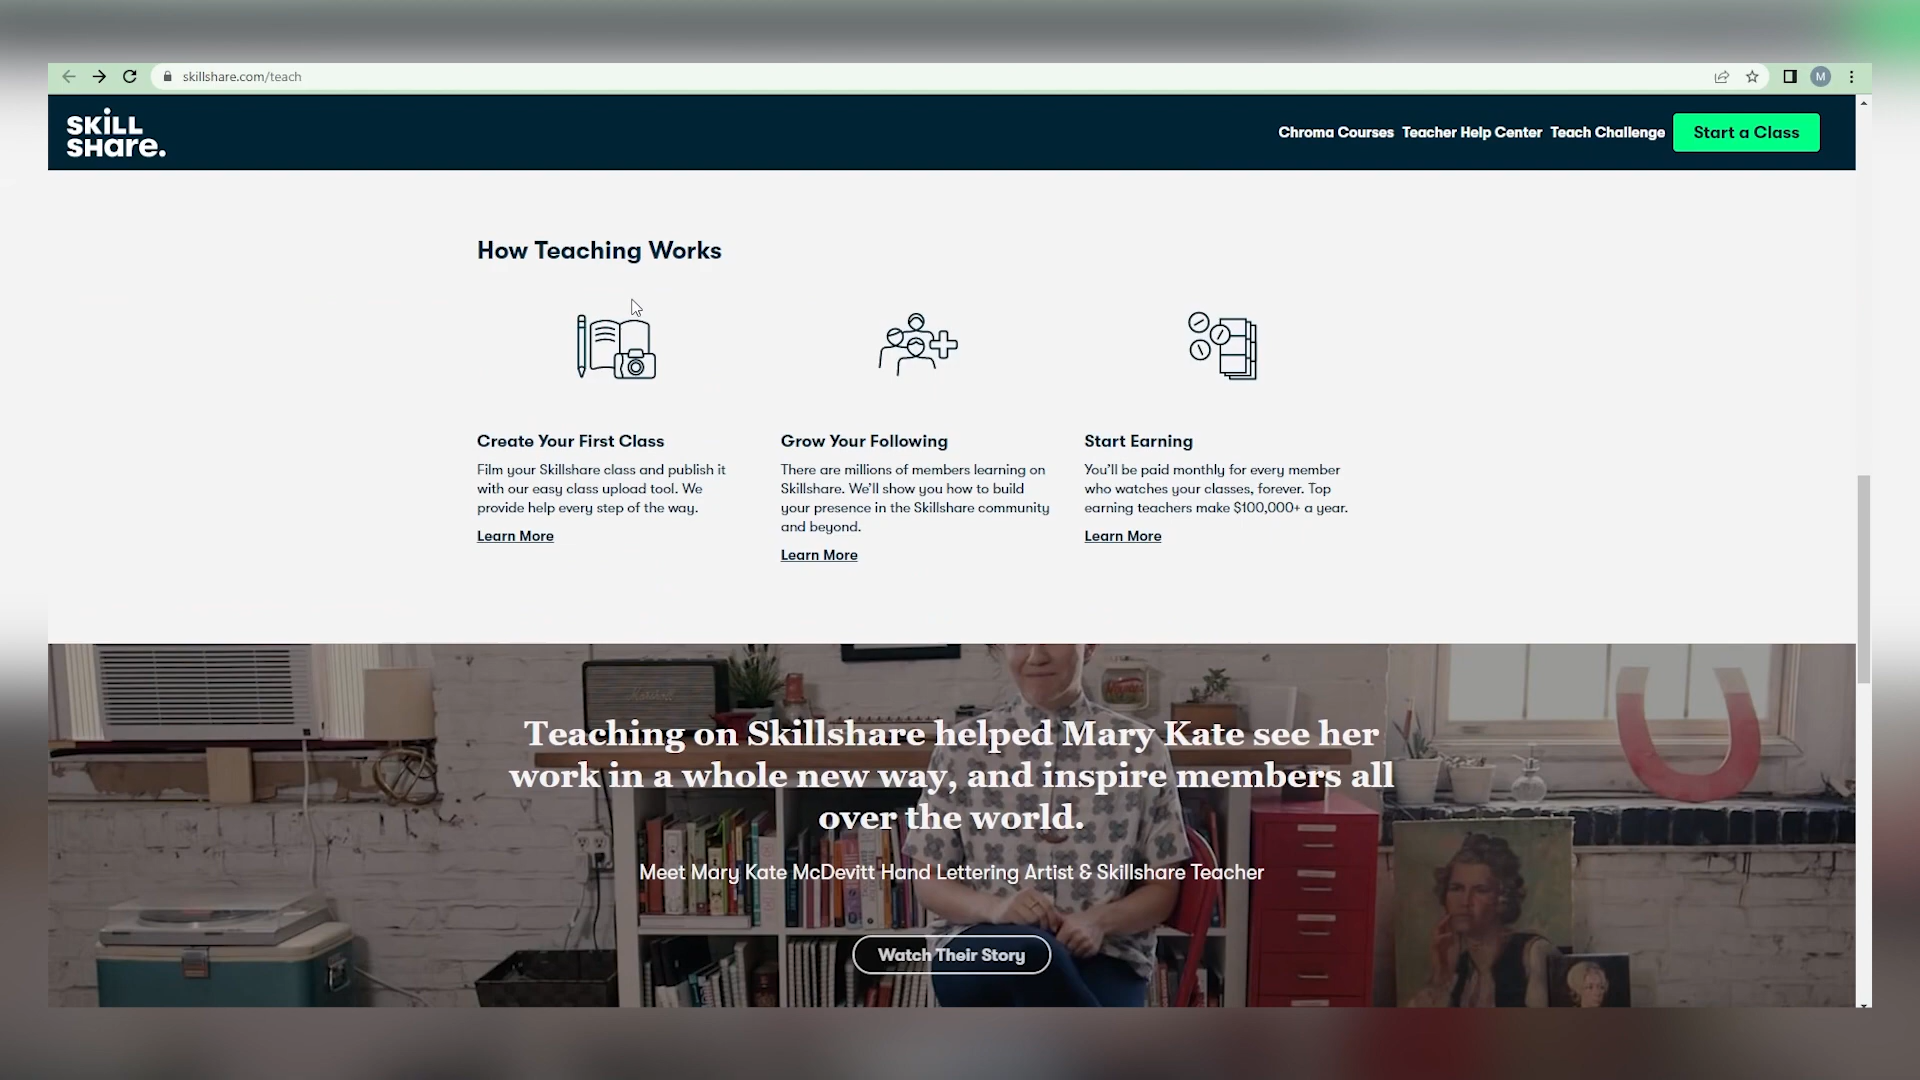 skillshare.com/teach
M
SKILL
SHare.
Chroma Courses Teacher Help Center Teach Challenge Start a Class
How Teaching Works
Create Your First Class
Film your Skillshare class and publish it
with our easy class upload tool. We
provide help every step of the way.
Learn More
Grow Your Following
There are millions of members learning on
Skillshare. We'll show you how to build
your presence in the Skillshare community
and beyond.
Learn More
Start Earning
You'll be paid monthly for every member
who watches your classes, forever. Top
earning teachers make $100,000+ a year.
Learn More
Teaching on Skillshare helped Mary Kate see her
work in a whole new way, and inspire members all
over the world.
Meet Mary Kate McDevitt Hand Lettering Artist & Skillshare Teacher
Watch Their Story